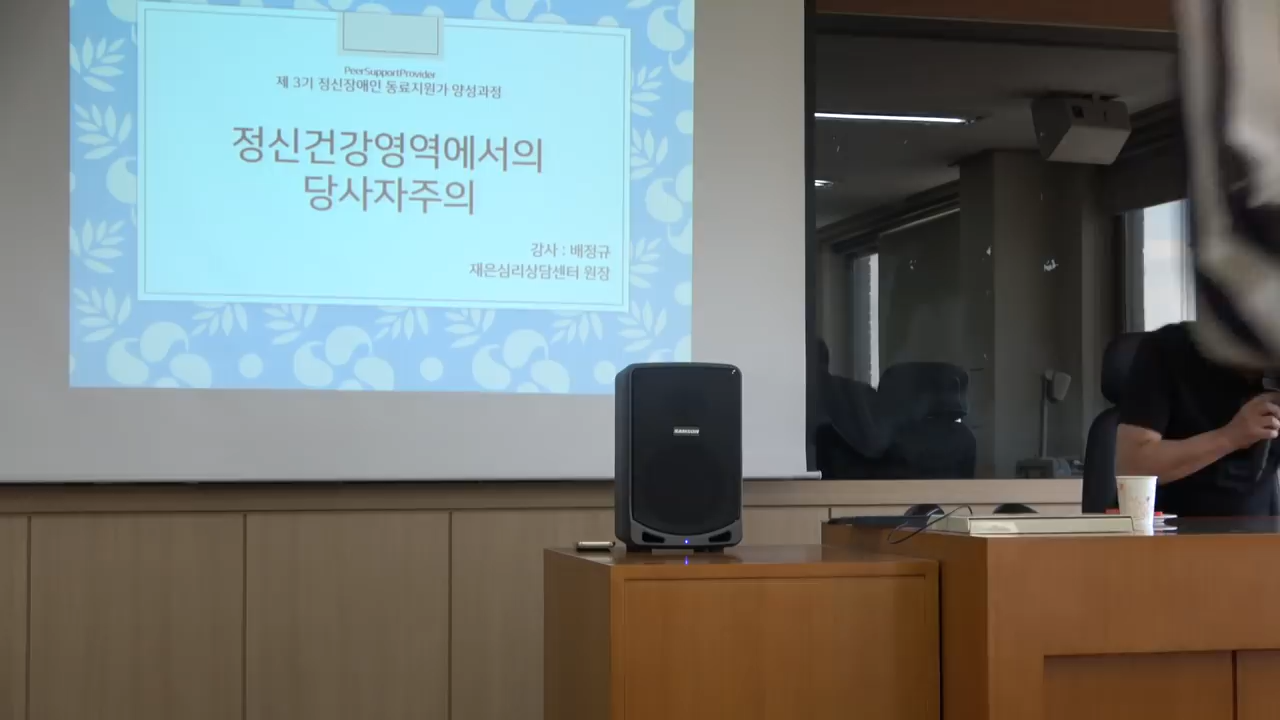 PeerSupportProvider
제 3기 정신장애인 동료지원가 양성과정
정신건강영역에서의
당사자주의
강사 : 배정규
재은심리상담센터 원장
SAMSON